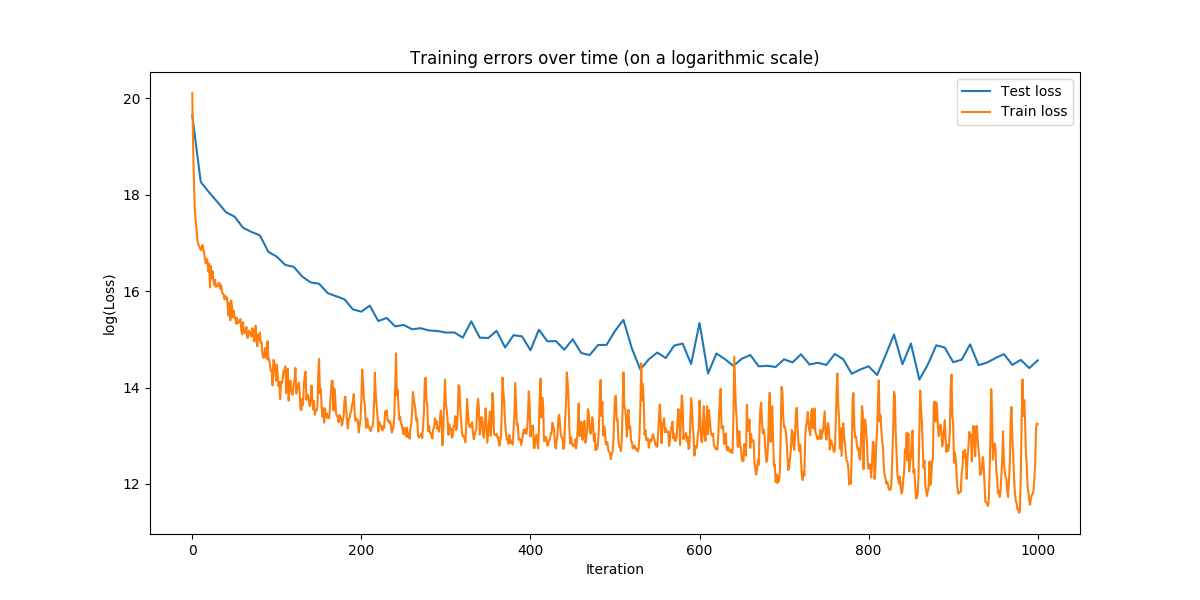 Training errors over time (on a logarithmic scale)
Test loss
Train loss
20
18
16
14
12
log(Loss)
0 200 400 600 800 1000
Iteration